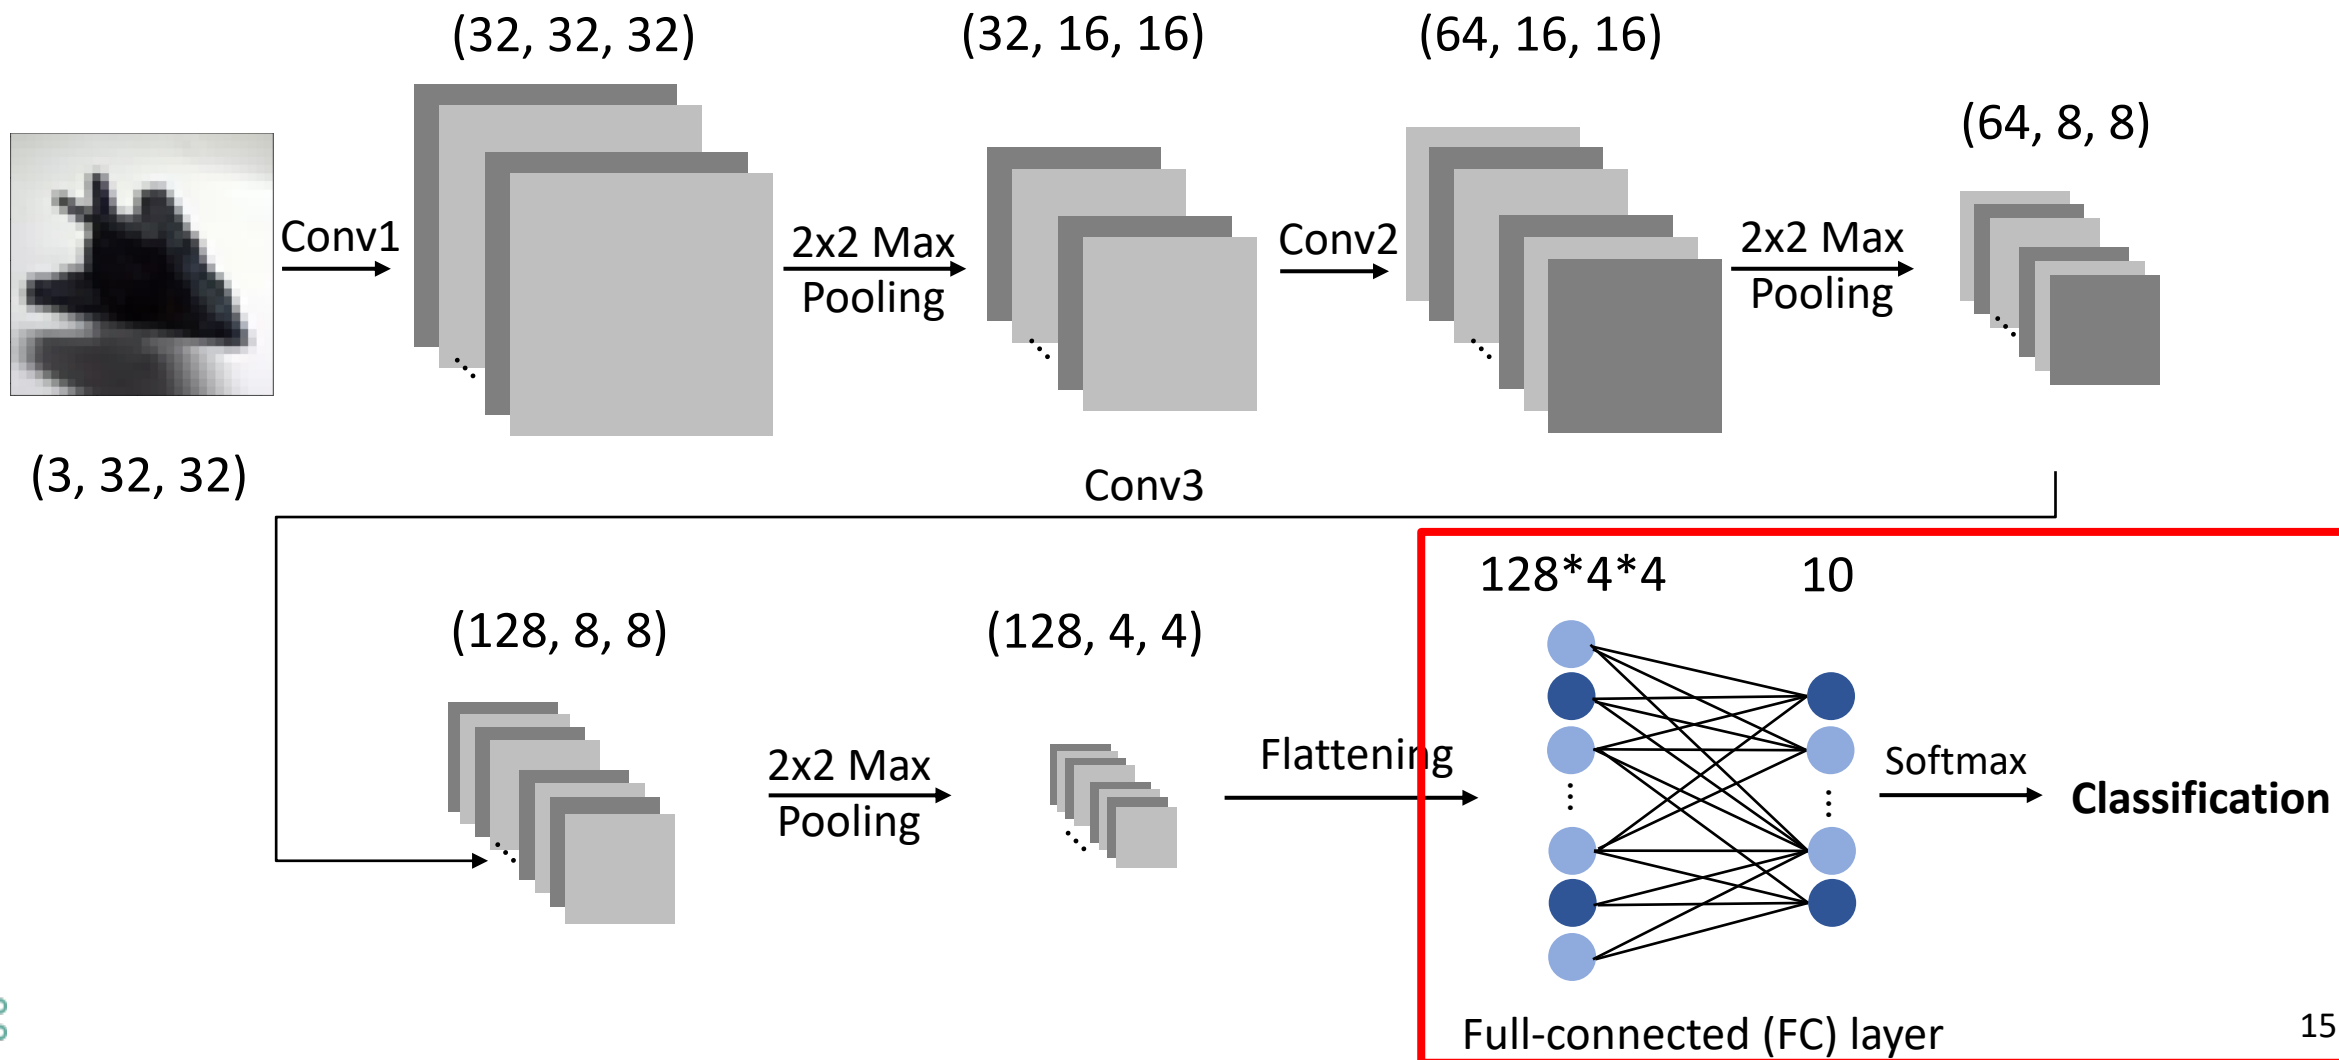 (32, 32, 32)
(32, 16, 16)
(64, 16, 16)
(64, 8, 8)
Conv1
2x2 Max
Pooling
Conv2
2x2 Max
Pooling
(3, 32, 32)
Conv3
128*4*4
10
(128, 8, 8)
(128, 4, 4)
2x2 Max
Pooling
Flattening
Softmax
Classification
Full-connected (FC) layer
15